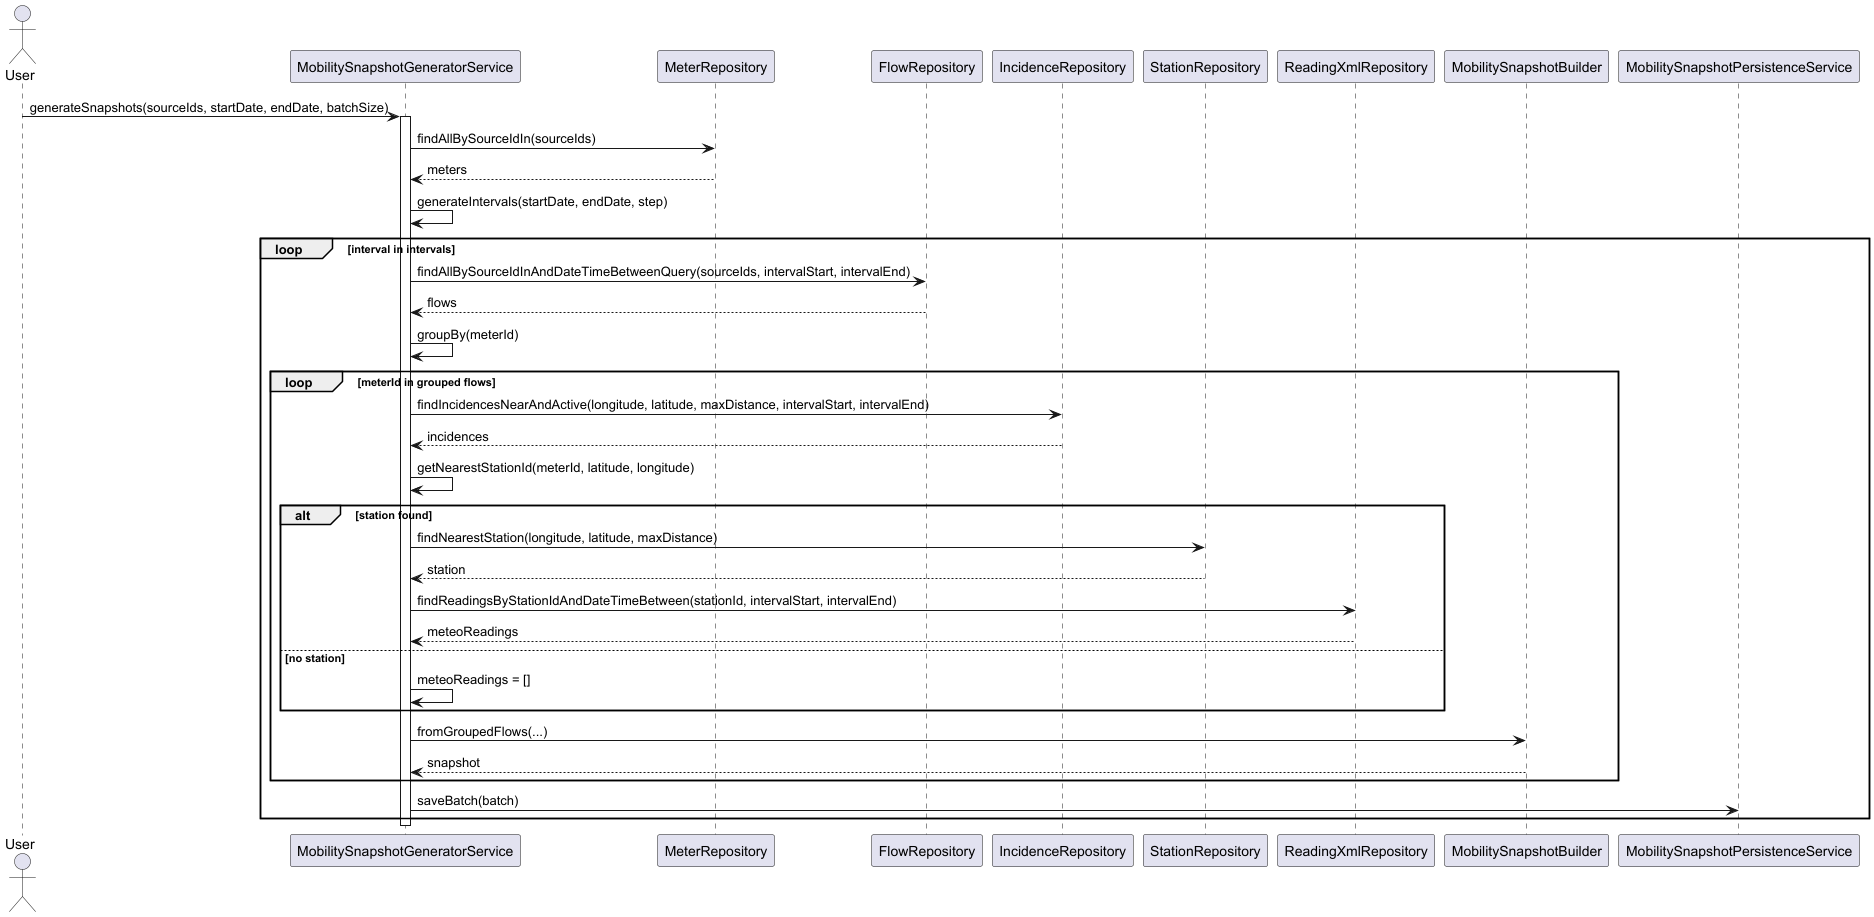 User
MobilitySnapshotGeneratorService
MeterRepository
FlowRepository
IncidenceRepository
StationRepository
ReadingXmlRepository
MobilitySnapshotBuilder
MobilitySnapshotPersistenceService
generateSnapshots(sourceIds, startDate, endDate, batchSize)
findAllBySourceIdIn(sourceIds)
meters
generateIntervals(startDate, endDate, step)
loop [interval in intervals]
findAllBySourceIdInAndDateTimeBetweenQuery(sourceIds, intervalStart, intervalEnd)
flows
groupBy(meterId)
loop [meterId in grouped flows]
findIncidencesNearAndActive(longitude, latitude, maxDistance, intervalStart, intervalEnd)
incidences
getNearestStationId(meterId, latitude, longitude)
alt [station found]
findNearestStation(longitude, latitude, maxDistance)
station
findReadingsByStationIdAndDateTimeBetween(stationId, intervalStart, intervalEnd)
meteoReadings
[no station]
meteoReadings = []
fromGroupedFlows(...)
snapshot
saveBatch(batch)
User
MobilitySnapshotGeneratorService
MeterRepository
FlowRepository
IncidenceRepository
StationRepository
ReadingXmlRepository
MobilitySnapshotBuilder
MobilitySnapshotPersistenceService